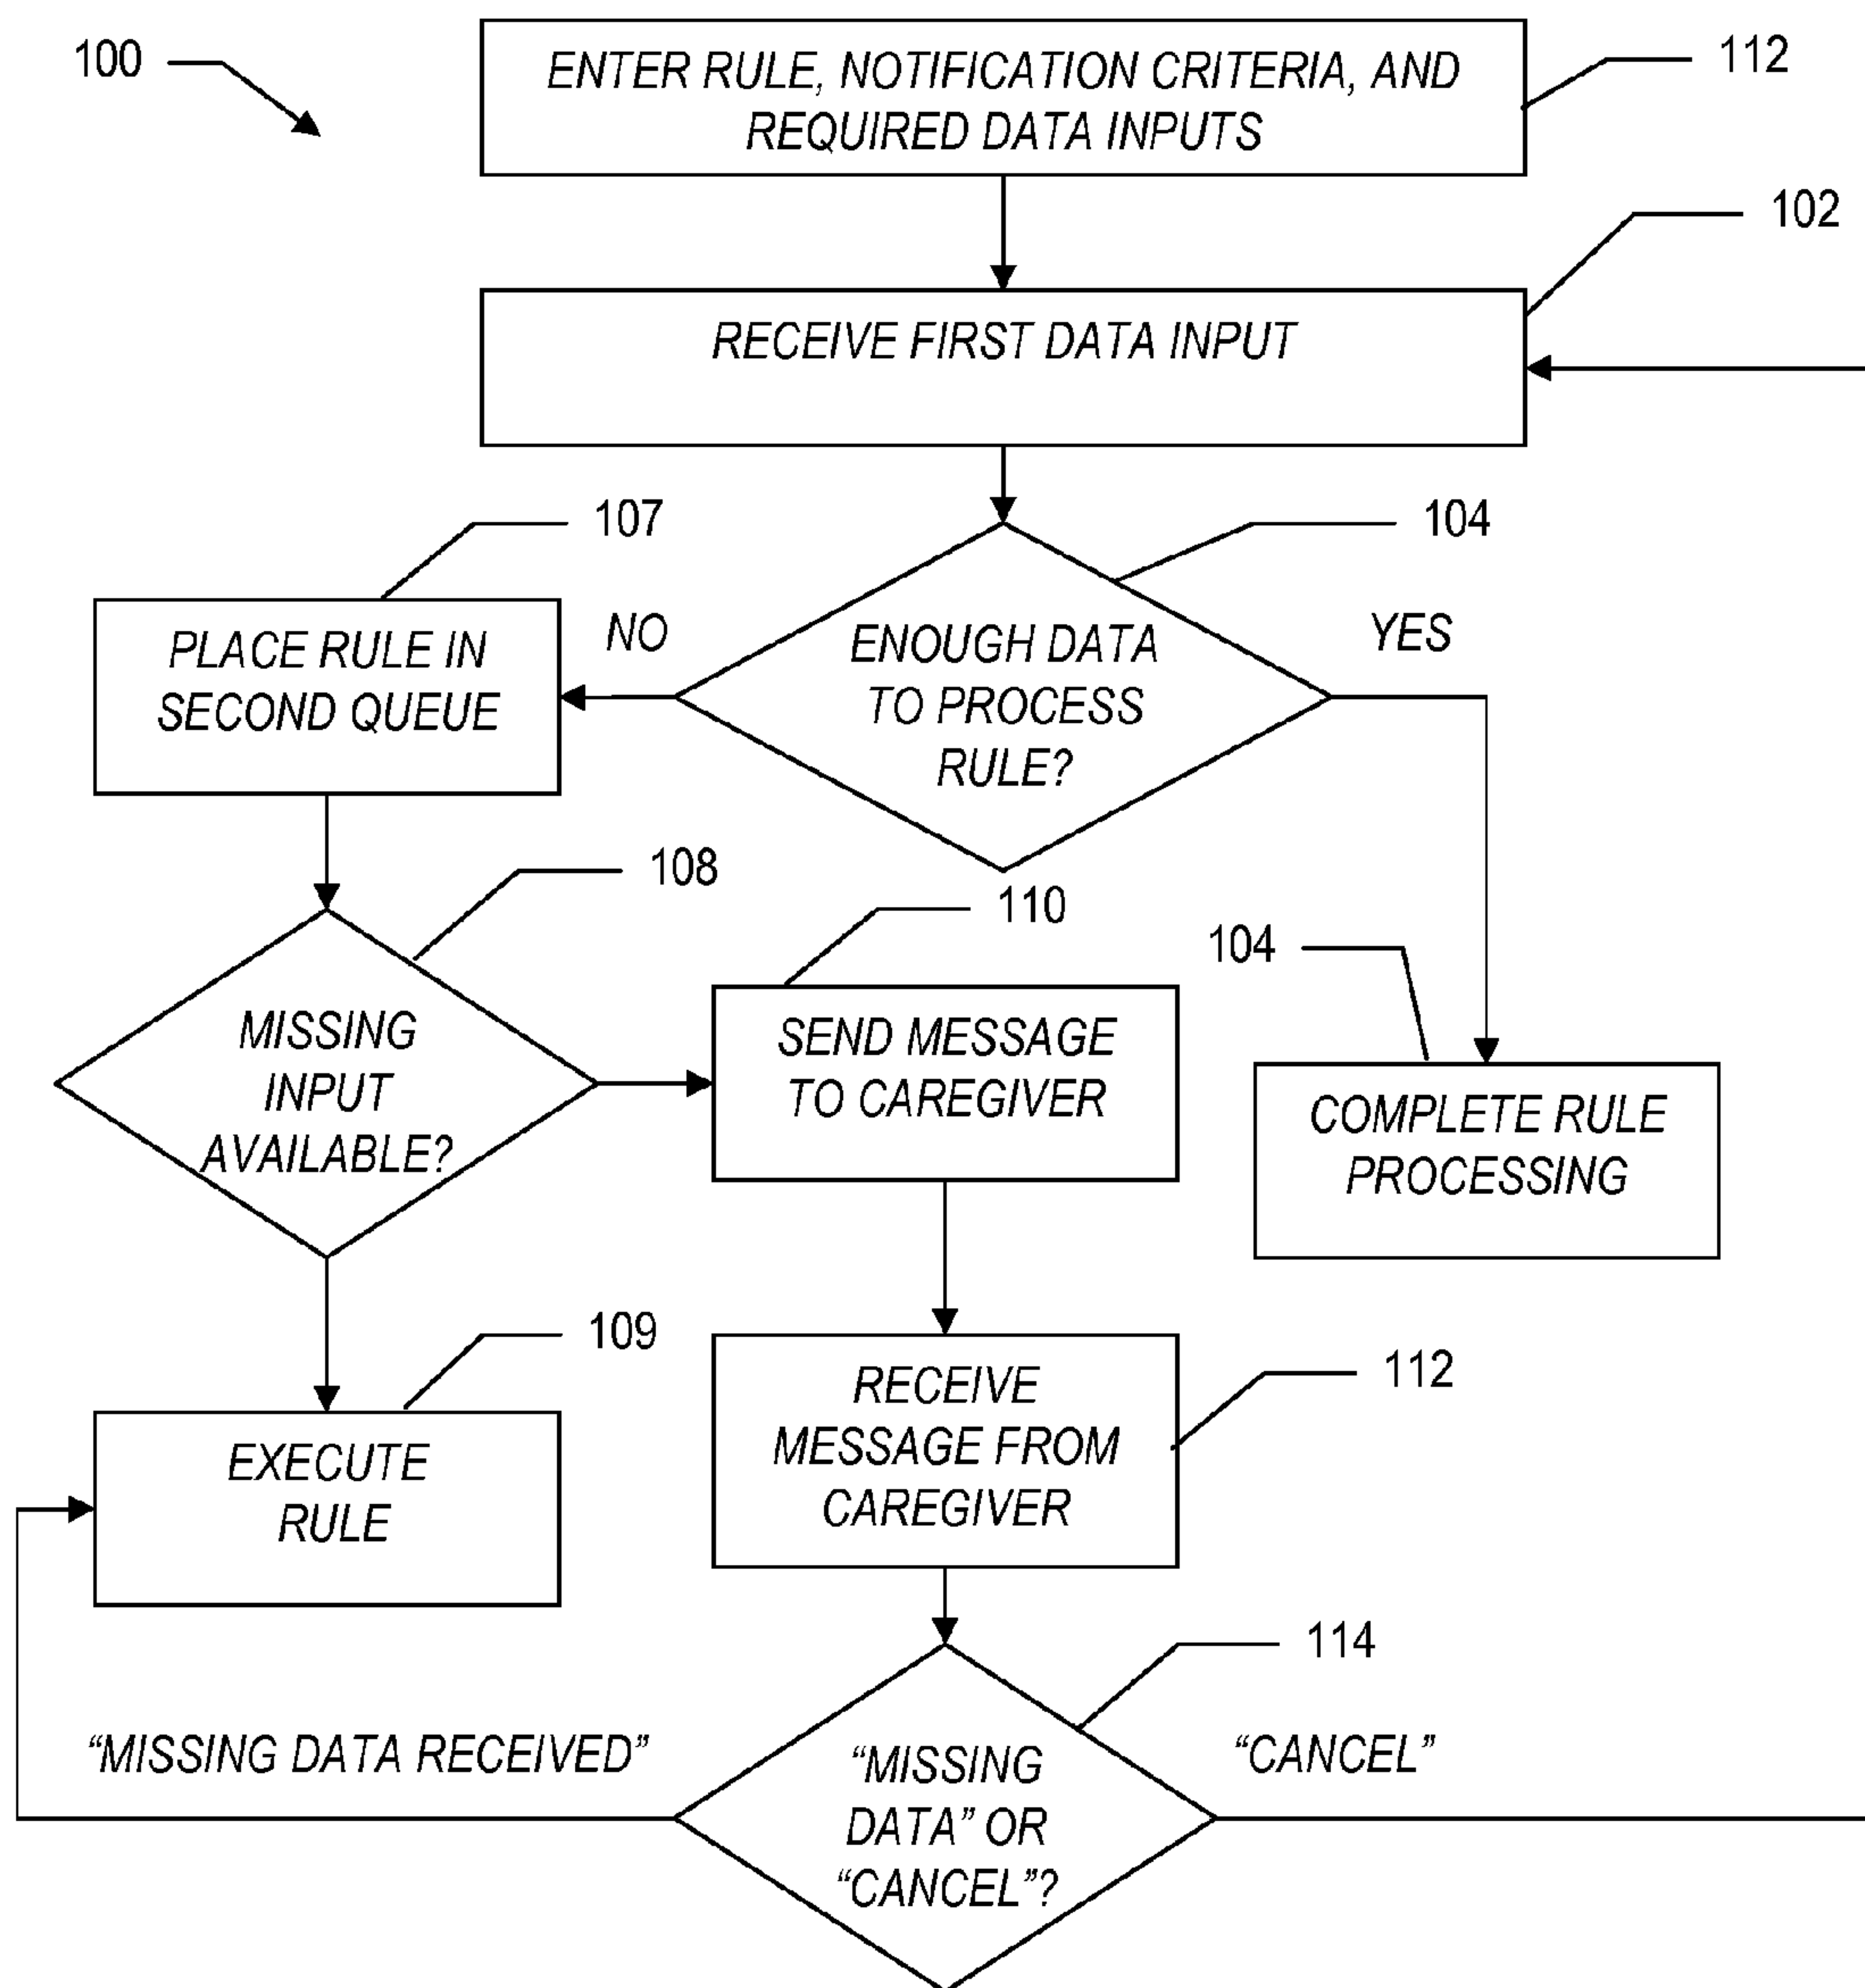 100
ENTER RULE, NOTIFICATION CRITERIA, AND
REQUIRED DATA INPUTS
112
102
RECEIVE FIRST DATA INPUT
107
104
PLACE RULE IN
SECOND QUEUE
NO
ENOUGH DATA
TO PROCESS
RULE?
YES
108
110
104
MISSING
INPUT
AVAILABLE?
SEND MESSAGE
TO CAREGIVER
COMPLETE RULE
PROCESSING
109
112
EXECUTE
RULE
RECEIVE
MESSAGE FROM
CAREGIVER
114
“MISSING DATA RECEIVED”
“MISSING
DATA” OR
“CANCEL”?
“CANCEL”